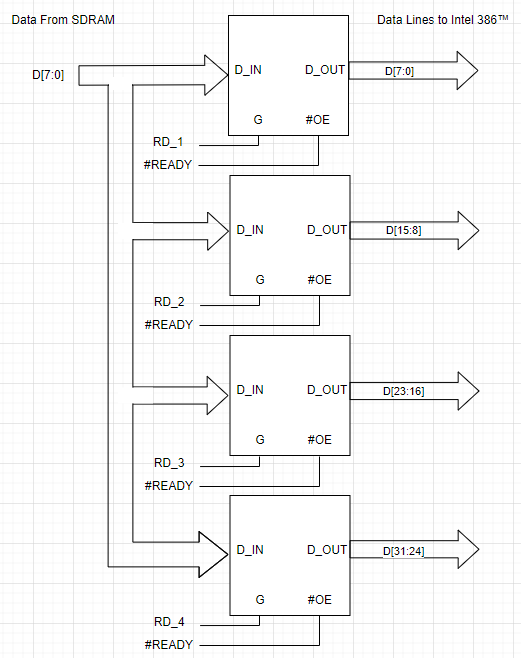 Data From SDRAM
Data Lines to Intel 386™
D[7:0]
D_IN
D_OUT
D[7:0]
G
#OE
RD_1
#READY
D_IN
D_OUT
D[15:8]
G
#OE
RD_2
#READY
D_IN
D_OUT
D[23:16]
G
#OE
RD_3
#READY
D_IN
D_OUT
D[31:24]
G
#OE
RD_4
#READY